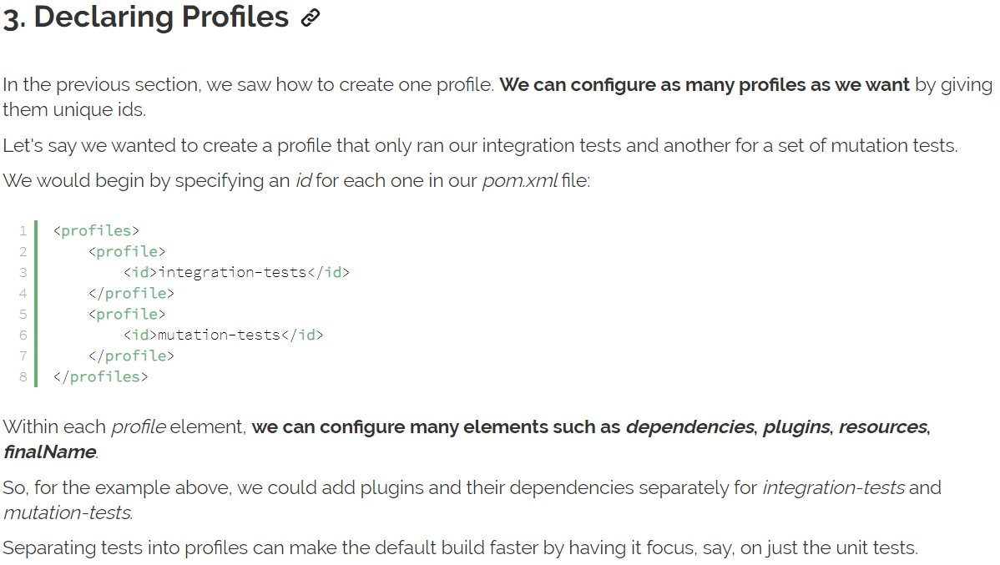 3. Declaring Profiles
In the previous section, we saw how to create one profile. We can configure as many profiles as we want by giving
them unique ids.
Let's say we wanted to create a profile that only ran our integration tests and another for a set of mutation tests.
We would begin by specifying an id for each one in our pom.xml file:
1 <profiles>
2     <profile>
3         <id>integration-tests</id>
4     </profile>
5     <profile>
6         <id>mutation-tests</id>
7     </profile>
8 </profiles>
Within each profile element, we can configure many elements such as dependencies, plugins, resources,
finalName.
So, for the example above, we could add plugins and their dependencies separately for integration-tests and
mutation-tests.
Separating tests into profiles can make the default build faster by having it focus, say, on just the unit tests.